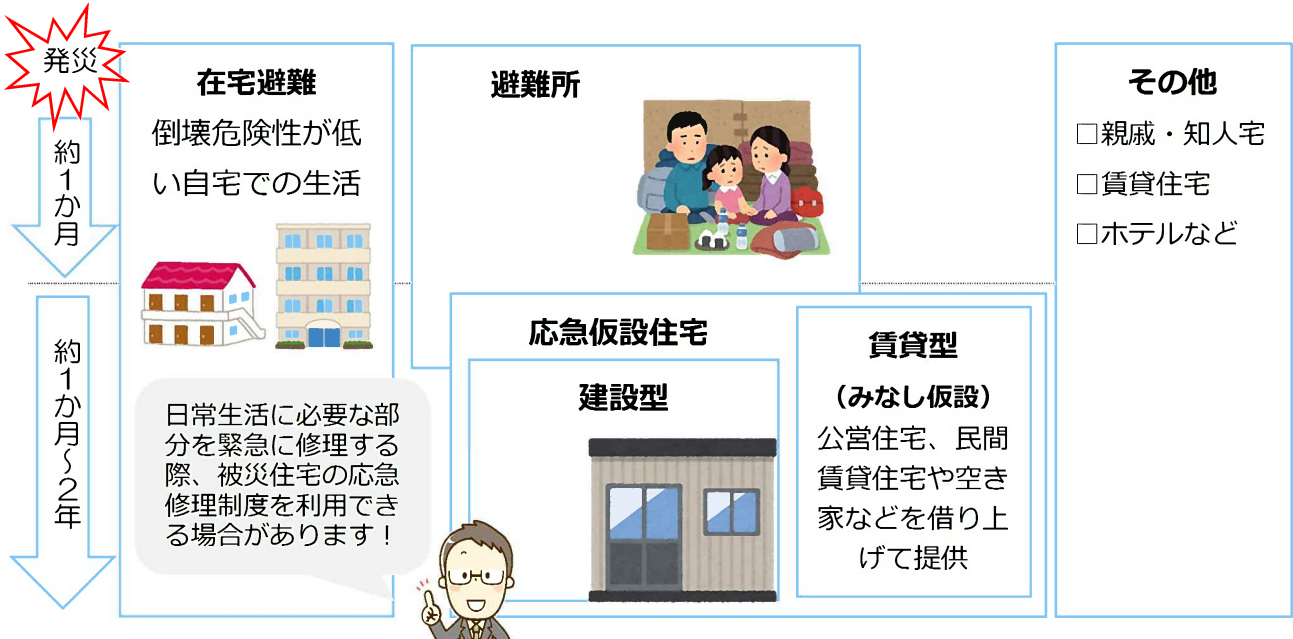 発災
約1か月
約1か月～2年
在宅避難
倒壊危険性が低
い自宅での生活
日常生活に必要な部
分を緊急に修理する
際、被災住宅の応急
修理制度を利用でき
る場合があります！
避難所
応急仮設住宅
建設型
賃貸型
（みなし仮設）
公営住宅、民間
賃貸住宅や空き
家などを借り上
げて提供
その他
□親戚・知人宅
□賃貸住宅
□ホテルなど